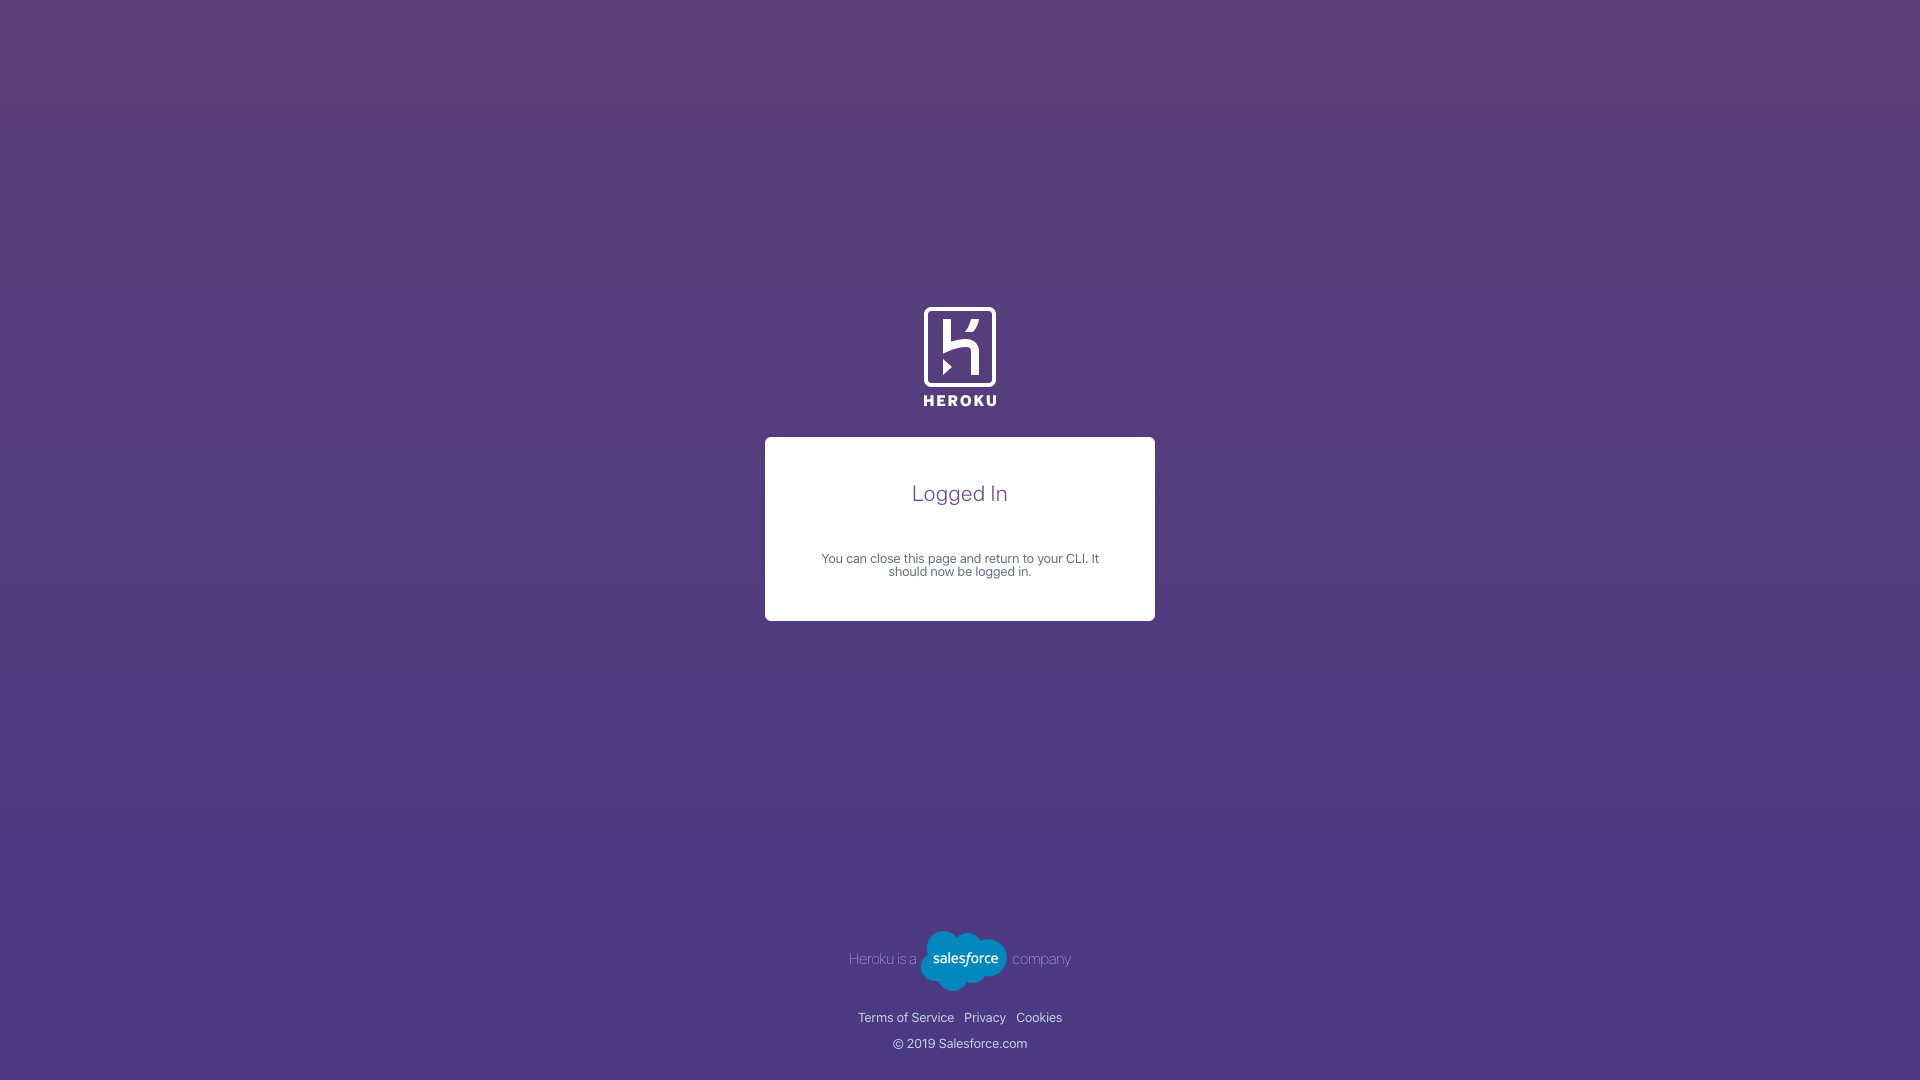 HEROKU
Logged In
You can close this page and return to your CLI. It
should now be logged in.
Heroku is a salesforce company
Terms of Service Privacy Cookies
© 2019 Salesforce.com